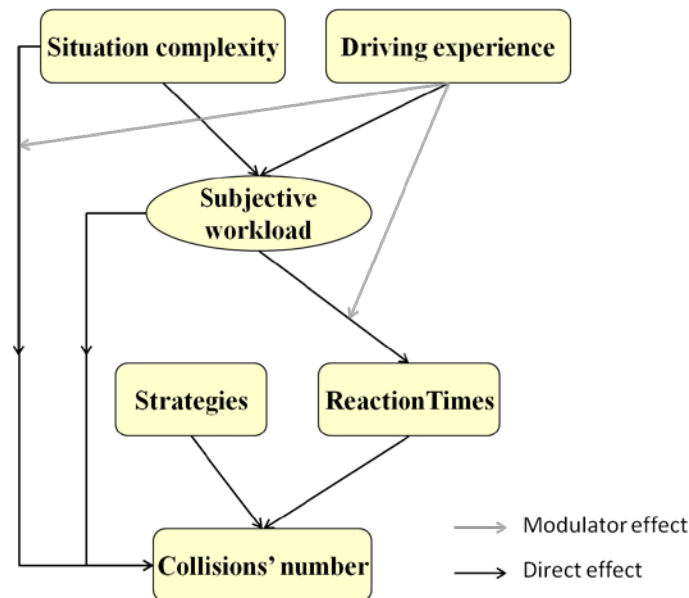 Situation complexity
Driving experience
Subjective
workload
Strategies
ReactionTimes
Collisions' number
Modulator effect
Direct effect